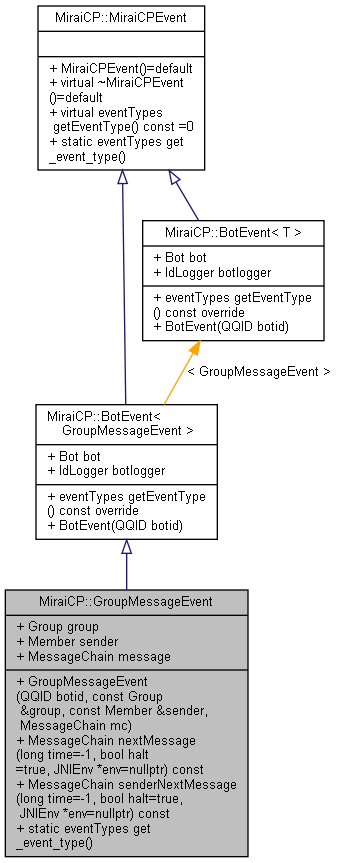 MiraiCP::MiraiCPEvent
+ MiraiCPEvent()=default
+ virtual ~MiraiCPEvent
()=default
+ virtual eventTypes
getEventType() const =0
+ static eventTypes get
_event_type()
MiraiCP::BotEvent< T >
+ Bot bot
+ IdLogger botlogger
+ eventTypes getEventType
() const override
+ BotEvent(QQID botid)
< GroupMessageEvent >
MiraiCP::BotEvent<
GroupMessageEvent >
+ Bot bot
+ IdLogger botlogger
+ eventTypes getEventType
() const override
+ BotEvent(QQID botid)
MiraiCP::GroupMessageEvent
+ Group group
+ Member sender
+ MessageChain message
+ GroupMessageEvent
(QQID botid, const Group
&group, const Member &sender,
MessageChain mc)
+ MessageChain nextMessage
(long time=-1, bool halt
=true, JNIEnv *env=nullptr) const
+ MessageChain senderNextMessage
(long time=-1, bool halt=true,
JNIEnv *env=nullptr) const
+ static eventTypes get
_event_type()